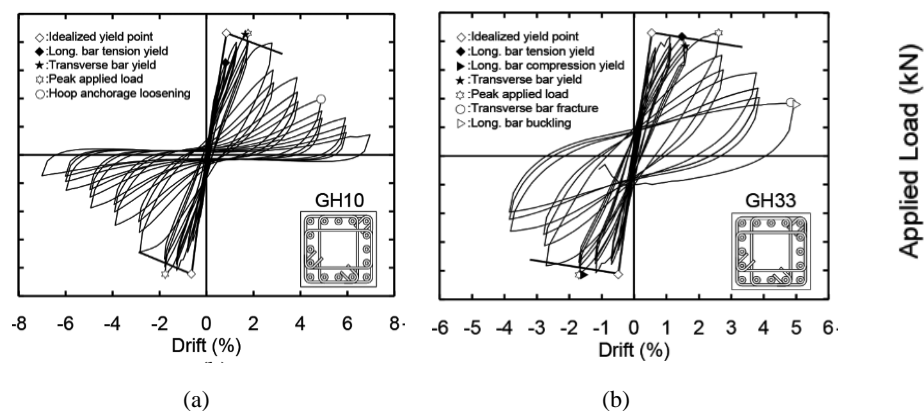 ◇:Idealized yield point
◆:Long. bar tension yield
★:Transverse bar yield
✡:Peak applied load
○:Hoop anchorage loosening
GH10
-8 -6 -4 -2 0 2 4 6 8
Drift (%)
(a)
◇:Idealized yield point
◆:Long. bar tension yield
▶:Long. bar compression yield
★:Transverse bar yield
✡:Peak applied load
○:Transverse bar fracture
▷:Long. bar buckling
GH33
-6 -5 -4 -3 -2 -1 0 1 2 3 4 5 6
Drift (%)
(b)
Applied Load (kN)